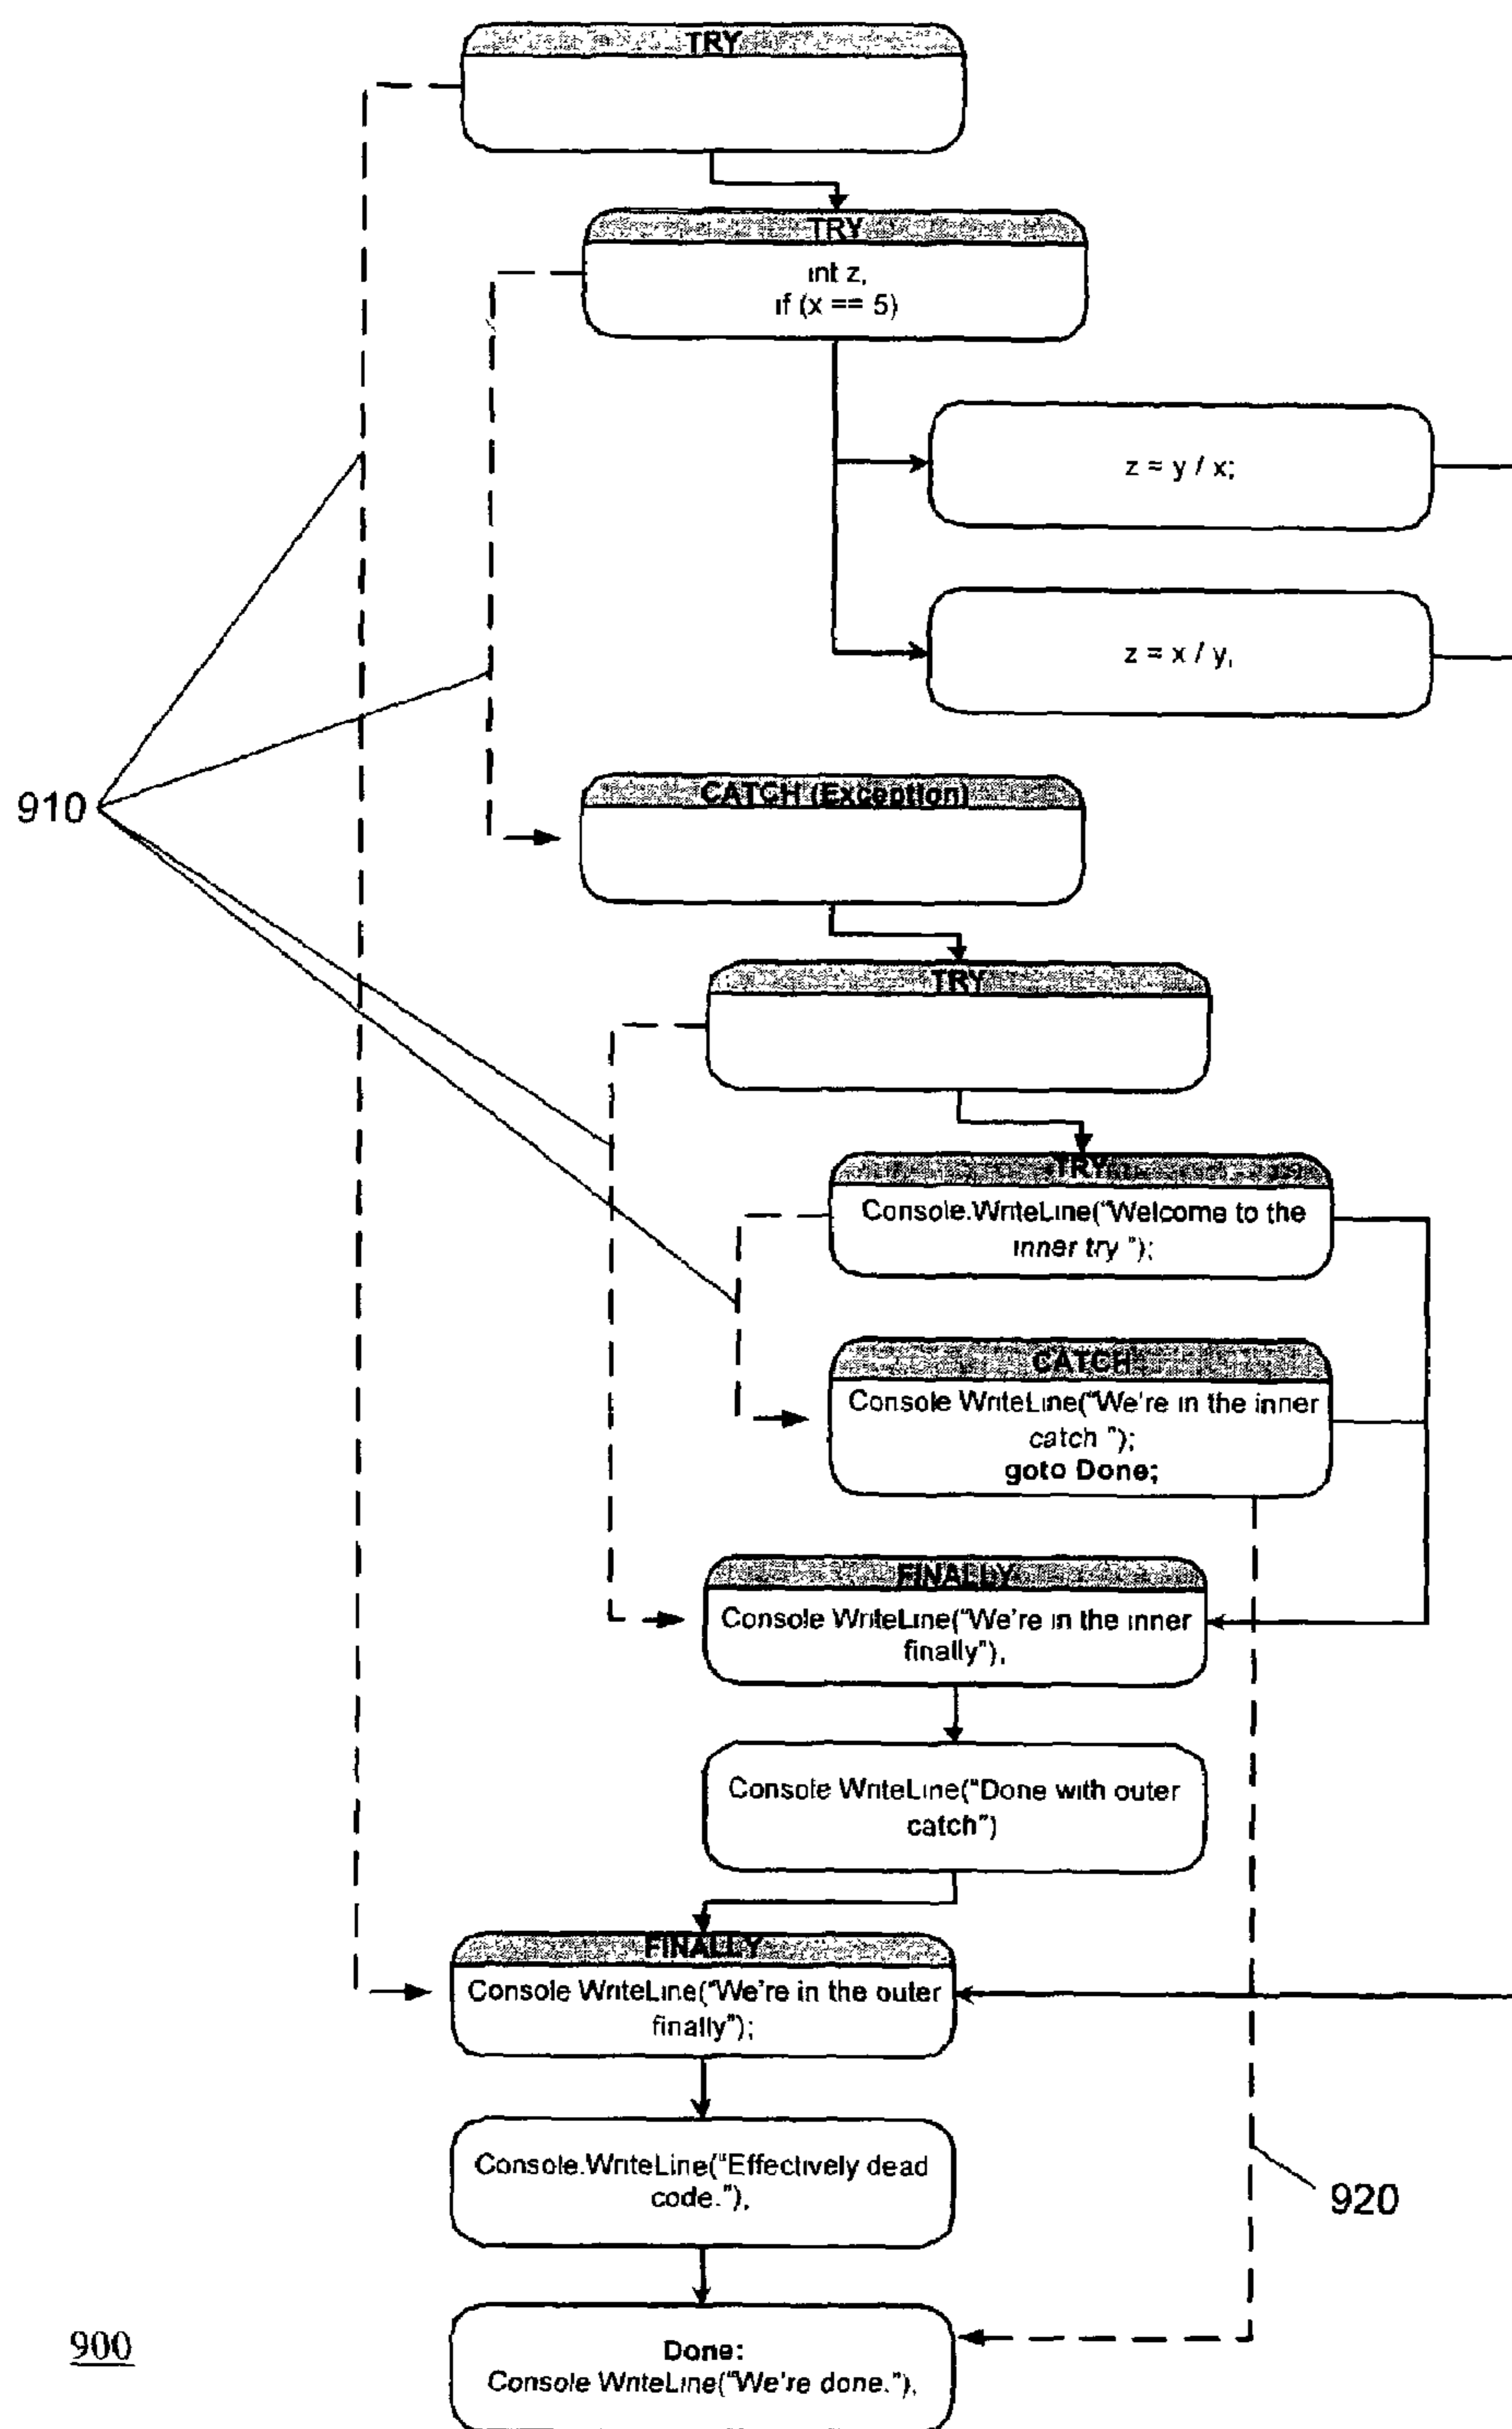 TRY
TRY
int z,
if (x == 5)
z = y / x;
z = x / y,
910
CATCH (Exception)
TRY
TRY
Console.WriteLine("Welcome to the
inner try ");
CATCH
Console WriteLine("We're in the inner
catch ");
goto Done;
FINALLY
Console WriteLine("We're in the inner
finally"),
Console WriteLine("Done with outer
catch")
FINALLY
Console WriteLine("We're in the outer
finally");
Console.WriteLine("Effectively dead
code."),
920
900
Done:
Console WriteLine("We're done."),